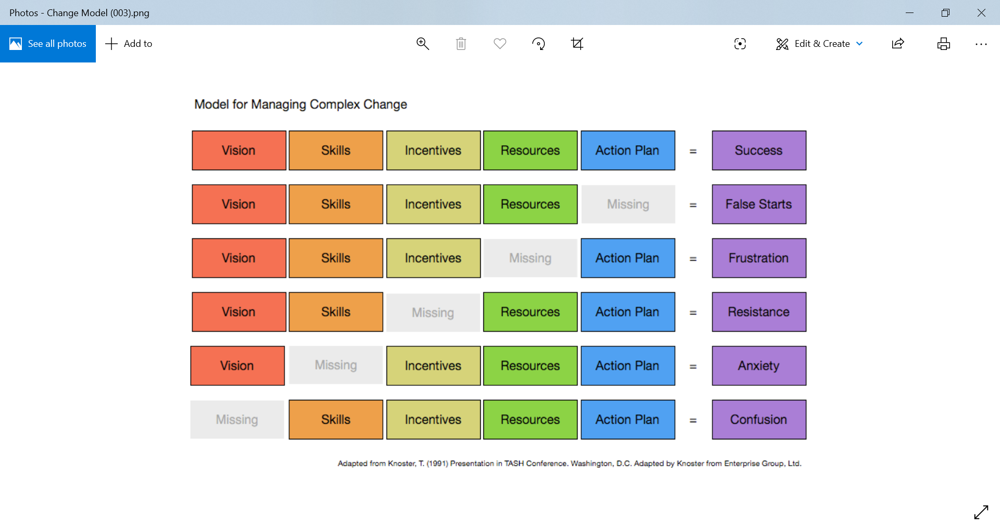 Photos - Change Model (003).png
See all photos
Add to
Edit & Create
Model for Managing Complex Change
Vision Skills Incentives Resources Action Plan = Success
Vision Skills Incentives Resources Missing = False Starts
Vision Skills Incentives Missing Action Plan = Frustration
Vision Skills Missing Resources Action Plan = Resistance
Vision Missing Incentives Resources Action Plan = Anxiety
Missing Skills Incentives Resources Action Plan = Confusion
Adapted from Knoster, T. (1991) Presentation in TASH Conference. Washington, D.C. Adapted by Knoster from Enterprise Group, Ltd.